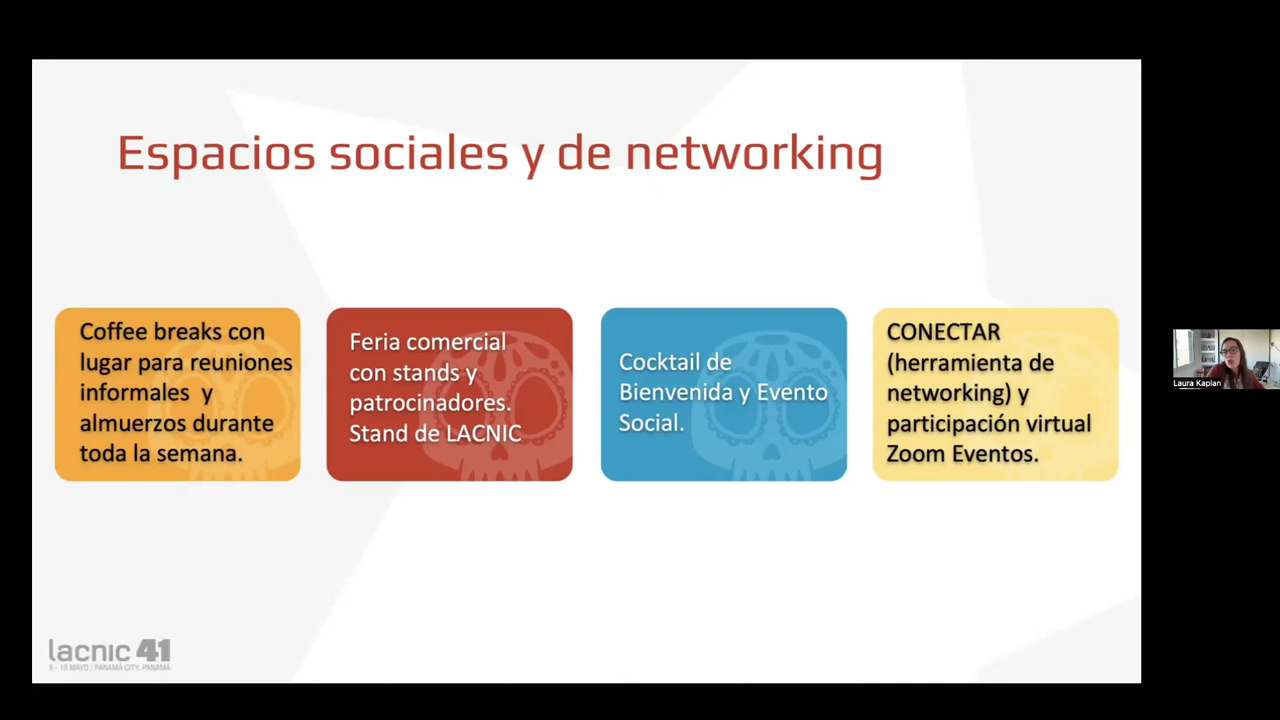 Espacios sociales y de networking
Coffee breaks con
lugar para reuniones
informales y
almuerzos durante
toda la semana.
Feria comercial
con stands y
patrocinadores.
Stand de LACNIC
Cocktail de
Bienvenida y Evento
Social.
CONECTAR
(herramienta de
networking) y
participación virtual
Zoom Eventos.
lacnic 41
6 - 10 MAYO / PANAMÁ CITY, PANAMÁ
Laura Kaplan